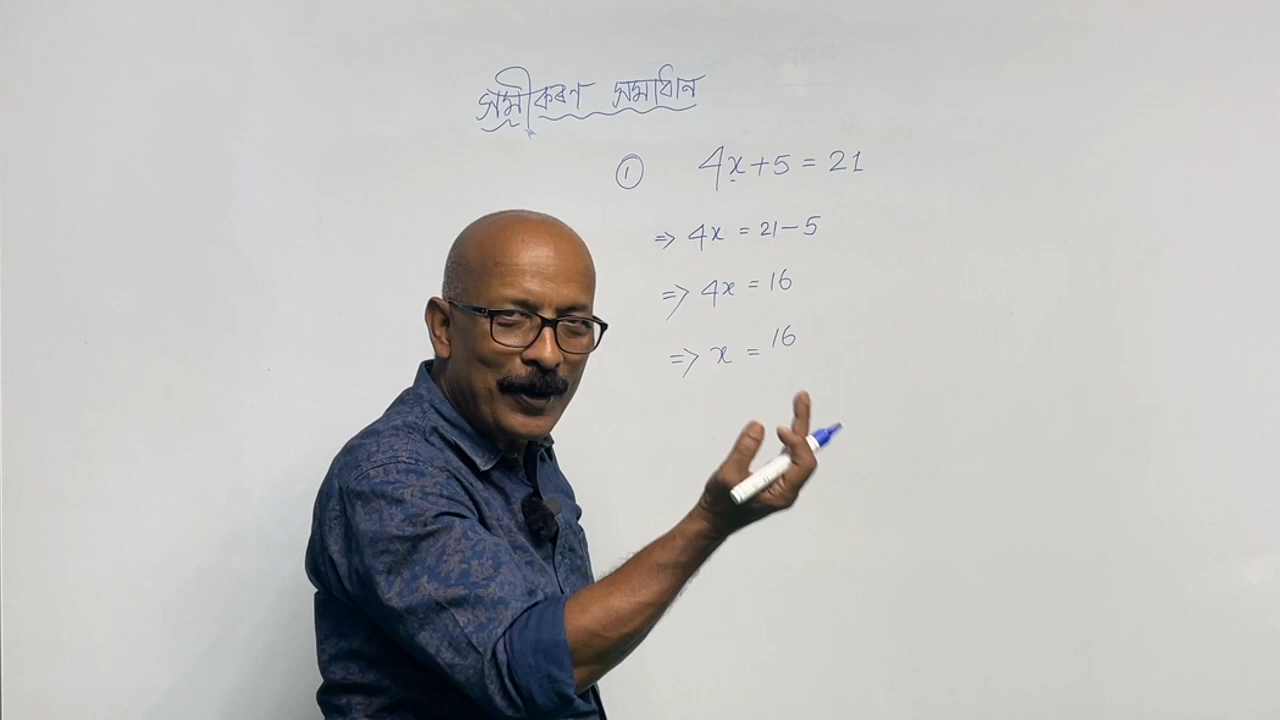 সমীকৰণ সমাধান
① 4x+5 = 21
⇒ 4x = 21-5
⇒ 4x = 16
⇒ x = 16